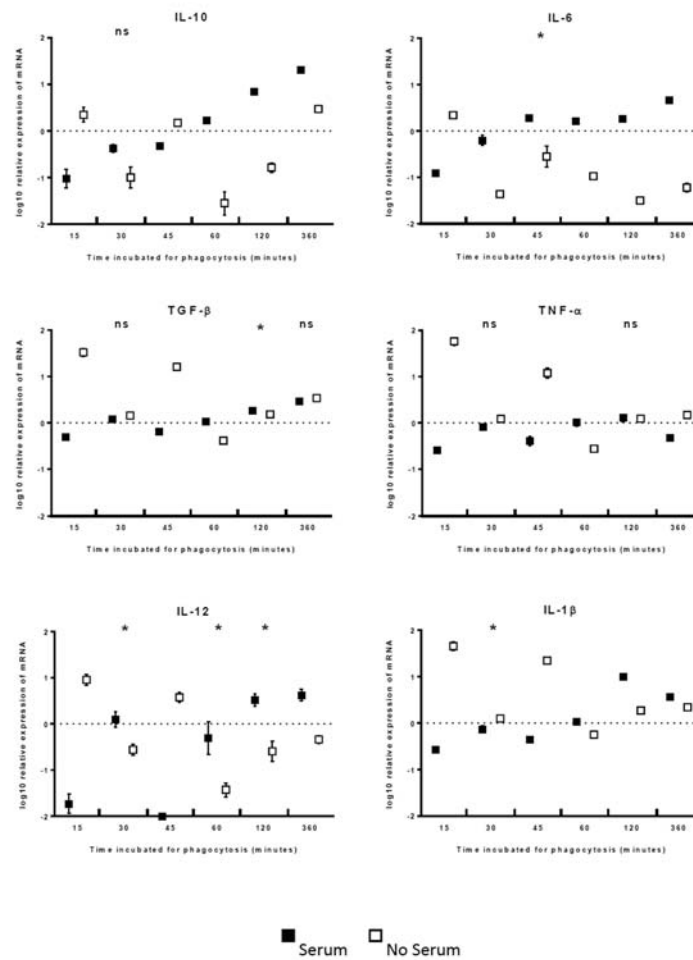 IL-10
ns
log10 relative expression of mRNA
2
1
0
-1
-2
15 30 45 60 120 360
Time incubated for phagocytosis (minutes)
IL-6
*
log10 relative expression of mRNA
2
1
0
-1
-2
15 30 45 60 120 360
Time incubated for phagocytosis (minutes)
TGF-β
ns * ns
log10 relative expression of mRNA
2
1
0
-1
-2
15 30 45 60 120 360
Time incubated for phagocytosis (minutes)
TNF-α
ns ns
log10 relative expression of mRNA
2
1
0
-1
-2
15 30 45 60 120 360
Time incubated for phagocytosis (minutes)
IL-12
* * *
log10 relative expression of mRNA
2
1
0
-1
-2
15 30 45 60 120 360
Time incubated for phagocytosis (minutes)
IL-1β
*
log10 relative expression of mRNA
2
1
0
-1
-2
15 30 45 60 120 360
Time incubated for phagocytosis (minutes)
Serum No Serum